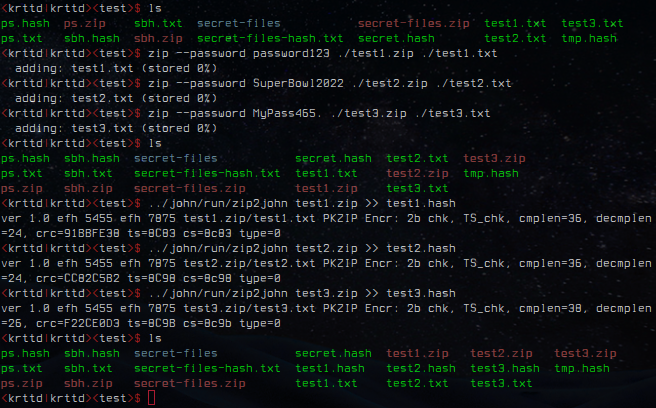 <krttd|krttd><test>$ ls
ps.hash ps.zip sbh.txt secret-files secret-files.zip test1.txt test3.txt
ps.txt sbh.hash sbh.zip secret-files-hash.txt secret.hash test2.txt tmp.hash
<krttd|krttd><test>$ zip --password password123 ./test1.zip ./test1.txt
adding: test1.txt (stored 0%)
<krttd|krttd><test>$ zip --password SuperBowl2022 ./test2.zip ./test2.txt
adding: test2.txt (stored 0%)
<krttd|krttd><test>$ zip --password MyPass465. ./test3.zip ./test3.txt
adding: test3.txt (stored 0%)
<krttd|krttd><test>$ ls
ps.hash sbh.hash secret-files secret.hash test2.txt test3.zip
ps.txt sbh.txt secret-files-hash.txt test1.txt test2.zip tmp.hash
ps.zip sbh.zip secret-files.zip test1.zip test3.txt
<krttd|krttd><test>$ ../john/run/zip2john test1.zip >> test1.hash
ver 1.0 efh 5455 efh 7875 test1.zip/test1.txt PKZIP Encr: 2b chk, TS_chk, cmplen=36, decmplen
=24, crc=91BBFE38 ts=8C83 cs=8c83 type=0
<krttd|krttd><test>$ ../john/run/zip2john test2.zip >> test2.hash
ver 1.0 efh 5455 efh 7875 test2.zip/test2.txt PKZIP Encr: 2b chk, TS_chk, cmplen=36, decmplen
=24, crc=CC82C5B2 ts=8C98 cs=8c98 type=0
<krttd|krttd><test>$ ../john/run/zip2john test3.zip >> test3.hash
ver 1.0 efh 5455 efh 7875 test3.zip/test3.txt PKZIP Encr: 2b chk, TS_chk, cmplen=38, decmplen
=26, crc=F22CE0D3 ts=8C9B cs=8c9b type=0
<krttd|krttd><test>$ ls
ps.hash sbh.hash secret-files secret.hash test1.zip test2.zip test3.zip
ps.txt sbh.txt secret-files-hash.txt test1.hash test2.hash test3.hash tmp.hash
ps.zip sbh.zip secret-files.zip test1.txt test2.txt test3.txt
<krttd|krttd><test>$